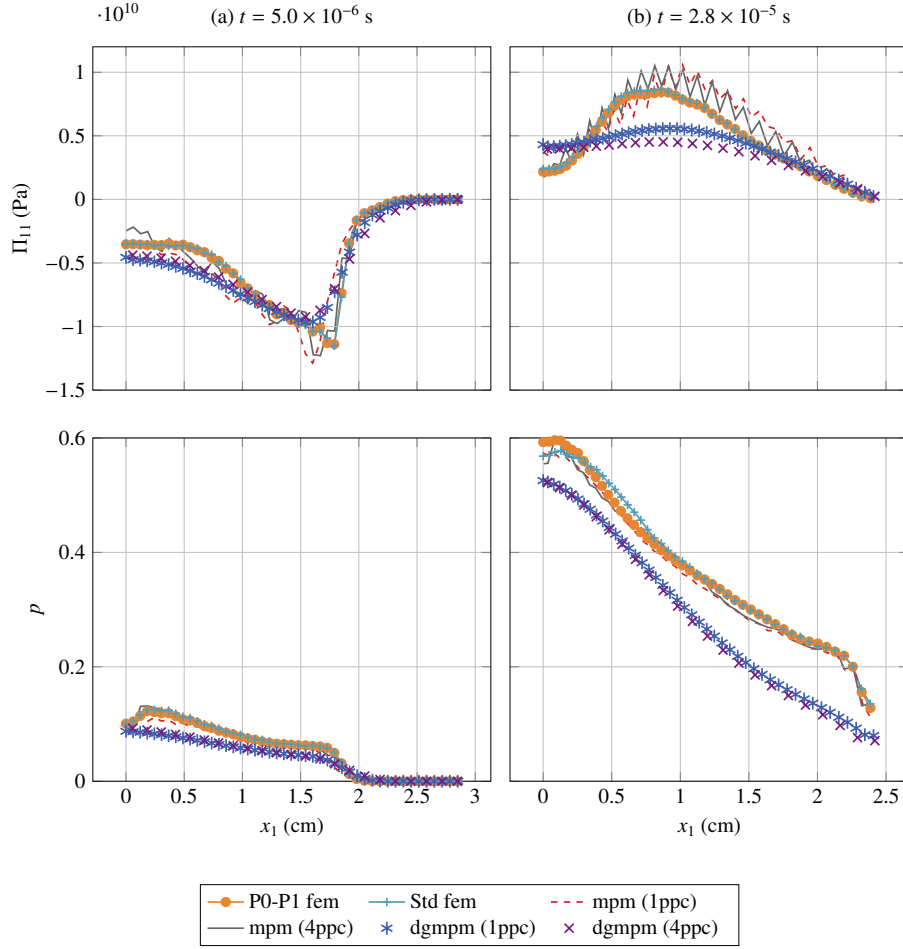 (a) t = 5.0 × 10⁻⁶ s
(b) t = 2.8 × 10⁻⁵ s
·10¹⁰
1
0.5
0
−0.5
−1
−1.5
Π₁₁ (Pa)
0.6
0.4
0.2
0
p
0 0.5 1 1.5 2 2.5 3
0 0.5 1 1.5 2 2.5
x₁ (cm)
x₁ (cm)
P0-P1 fem Std fem mpm (1ppc)
mpm (4ppc) dgmpm (1ppc) dgmpm (4ppc)